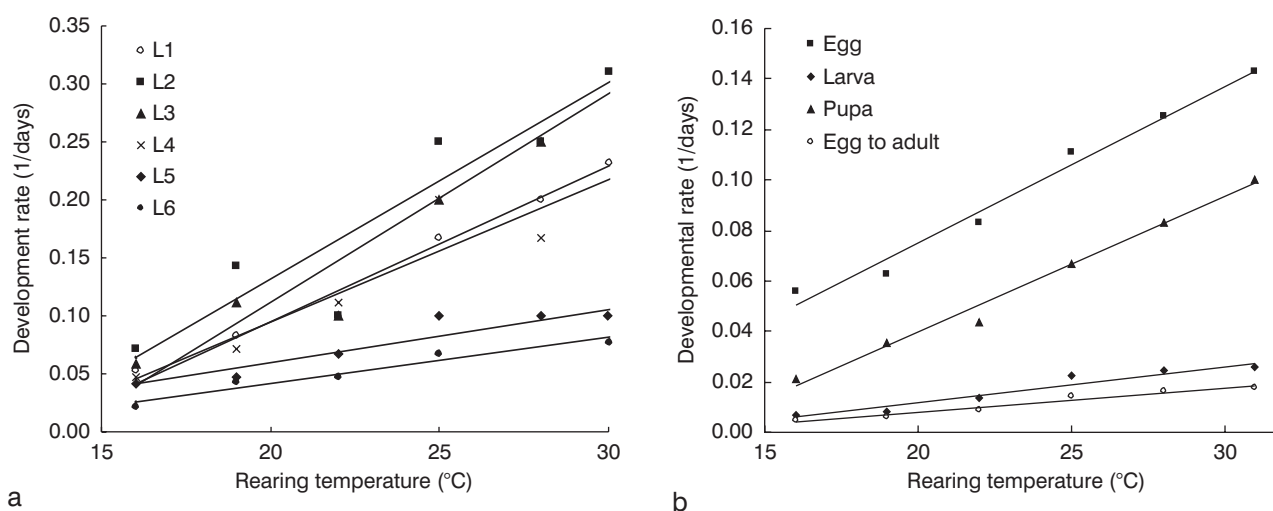 0.35
0.30
0.25
0.20
0.15
0.10
0.05
0.00
Development rate (1/days)
L1
L2
L3
L4
L5
L6
15
20
25
30
Rearing temperature (°C)
a
0.16
0.14
0.12
0.10
0.08
0.06
0.04
0.02
0.00
Developmental rate (1/days)
Egg
Larva
Pupa
Egg to adult
15
20
25
30
Rearing temperature (°C)
b